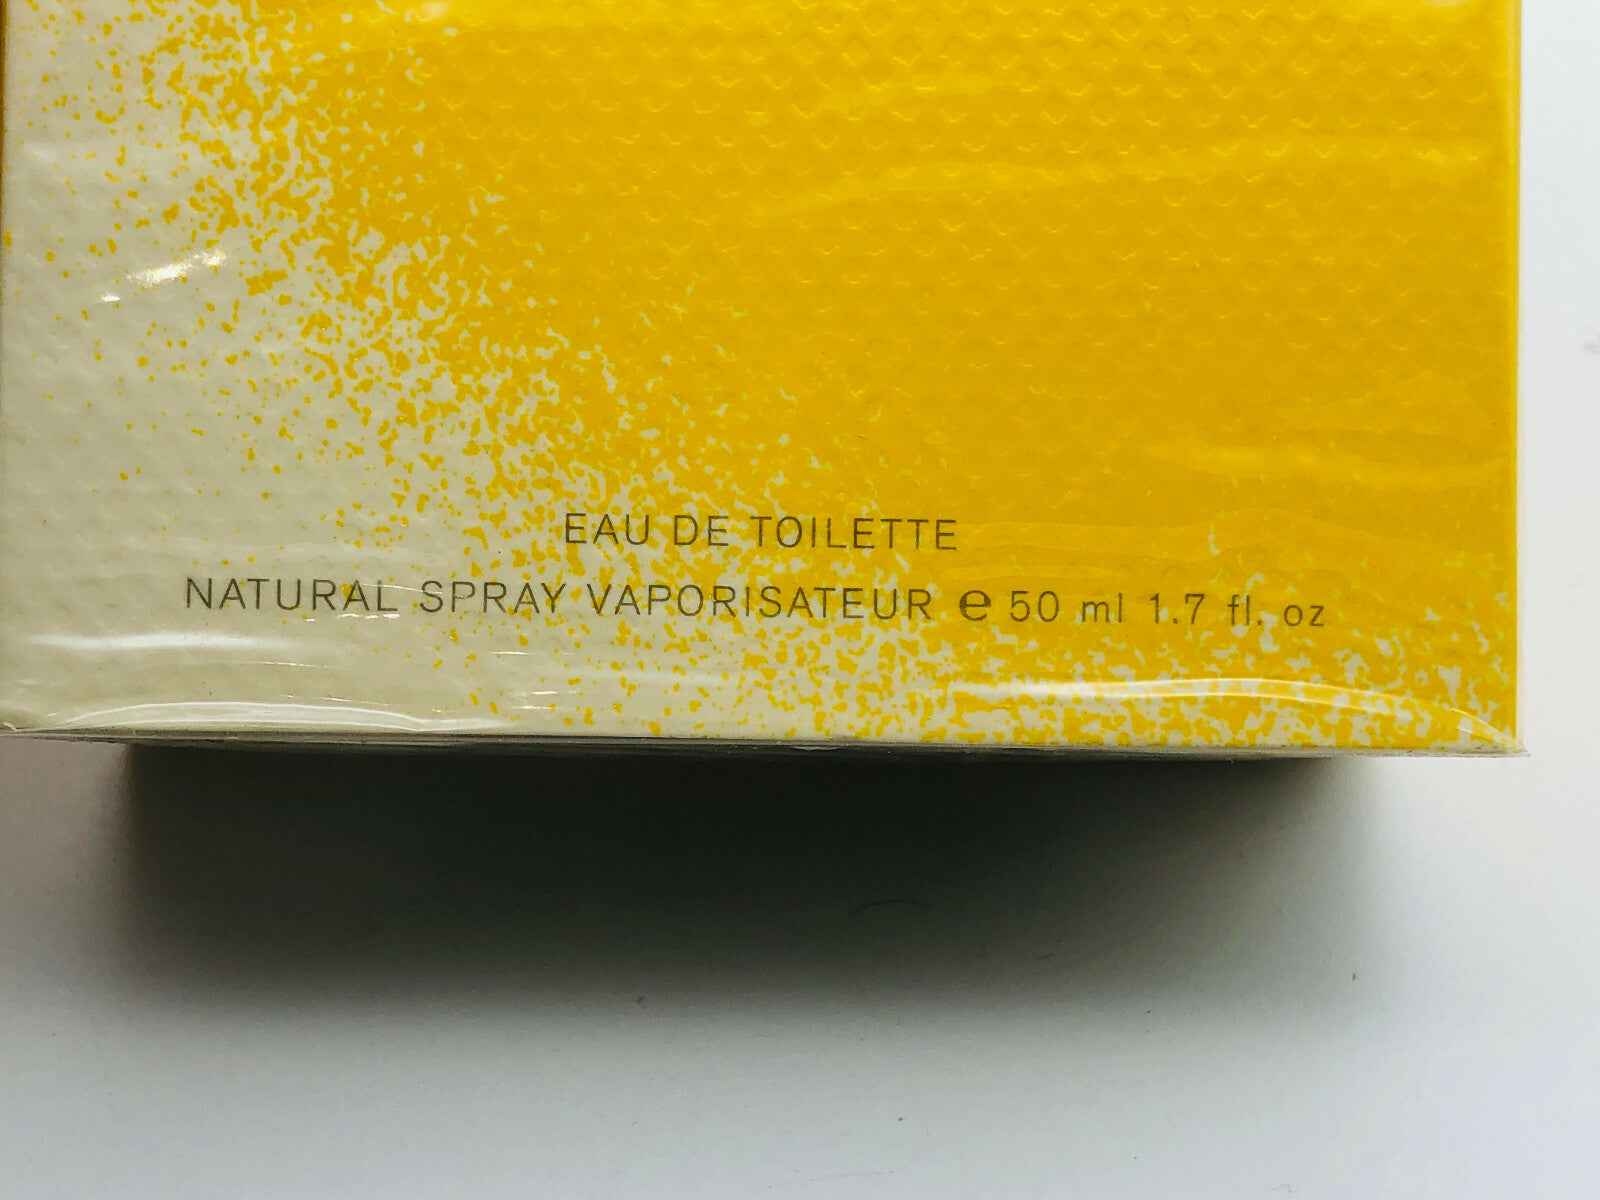 EAU DE TOILETTE
NATURAL SPRAY VAPORISATEUR ℮ 50 ml 1.7 fl. oz